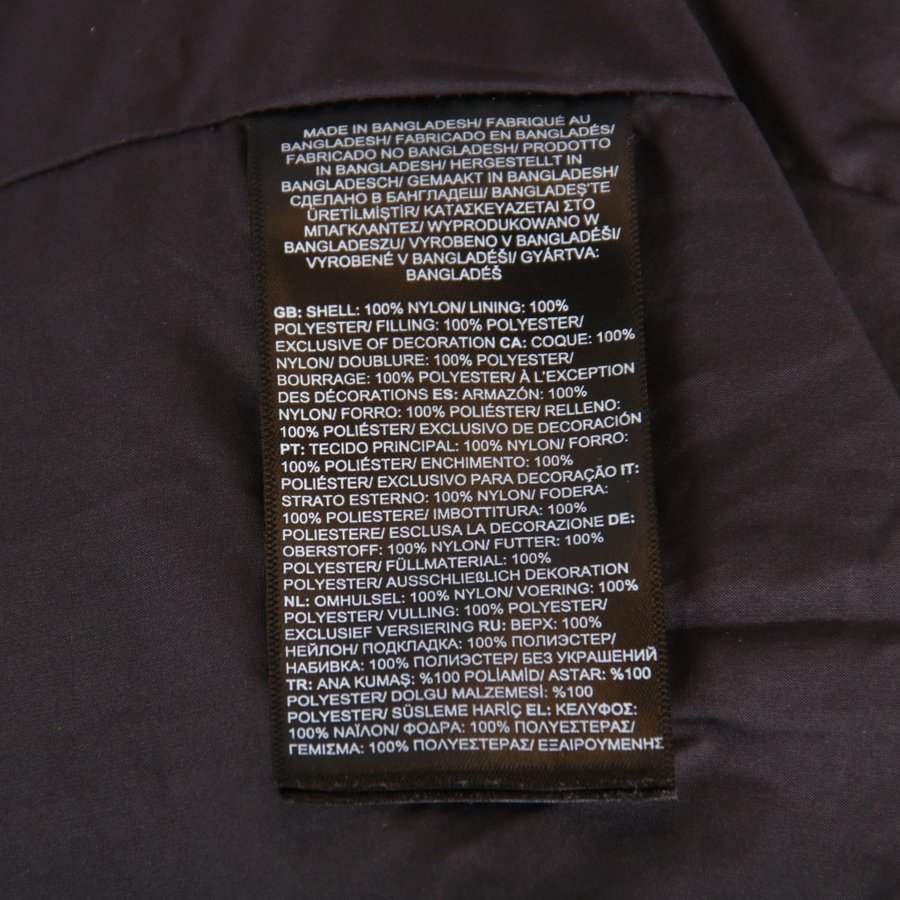 MADE IN BANGLADESH/ FABRIQUÉ AU
BANGLADESH/ FABRICADO EN BANGLADÉS/
FABRICADO NO BANGLADESH/ PRODOTTO
IN BANGLADESH/ HERGESTELLT IN
BANGLADESCH/ GEMAAKT IN BANGLADESH/
СДЕЛАНО В БАНГЛАДЕШ/ BANGLADEŞ'TE
ÜRETİLMİŞTİR/ ΚΑΤΑΣΚΕΥΑΖΕΤΑΙ ΣΤΟ
ΜΠΑΓΚΛΑΝΤΕΣ/ WYPRODUKOWANO W
BANGLADESZU/ VYROBENO V BANGLADÉŠI/
VYROBENÉ V BANGLADÉŠI/ GYÁRTVA:
BANGLADÉŠ
GB: SHELL: 100% NYLON/ LINING: 100%
POLYESTER/ FILLING: 100% POLYESTER/
EXCLUSIVE OF DECORATION CA: COQUE: 100%
NYLON/ DOUBLURE: 100% POLYESTER/
BOURRAGE: 100% POLYESTER/ À L'EXCEPTION
DES DÉCORATIONS ES: ARMAZÓN: 100%
NYLON/ FORRO: 100% POLIÉSTER/ RELLENO:
100% POLIÉSTER/ EXCLUSIVO DE DECORACIÓN
PT: TECIDO PRINCIPAL: 100% NYLON/ FORRO:
100% POLIÉSTER/ ENCHIMENTO: 100%
POLIÉSTER/ EXCLUSIVO PARA DECORAÇÃO IT:
STRATO ESTERNO: 100% NYLON/ FODERA:
100% POLIESTERE/ IMBOTTITURA: 100%
POLIESTERE/ ESCLUSA LA DECORAZIONE DE:
OBERSTOFF: 100% NYLON/ FUTTER: 100%
POLYESTER/ FÜLLMATERIAL: 100%
POLYESTER/ AUSSCHLIEßLICH DEKORATION
NL: OMHULSEL: 100% NYLON/ VOERING: 100%
POLYESTER/ VULLING: 100% POLYESTER/
EXCLUSIEF VERSIERING RU: ВЕРХ: 100%
НЕЙЛОН/ ПОДКЛАДКА: 100% ПОЛИЭСТЕР/
НАБИВКА: 100% ПОЛИЭСТЕР/ БЕЗ УКРАШЕНИЙ
TR: ANA KUMAŞ: %100 POLİAMİD/ ASTAR: %100
POLYESTER/ DOLGU MALZEMESİ: %100
POLYESTER/ SÜSLEME HARİÇ EL: ΚΕΛΥΦΟΣ:
100% ΝΑΪΛΟΝ/ ΦΟΔΡΑ: 100% ΠΟΛΥΕΣΤΕΡΑΣ/
ΓΕΜΙΣΜΑ: 100% ΠΟΛΥΕΣΤΕΡΑΣ/ ΕΞΑΙΡΟΥΜΕΝΗΣ